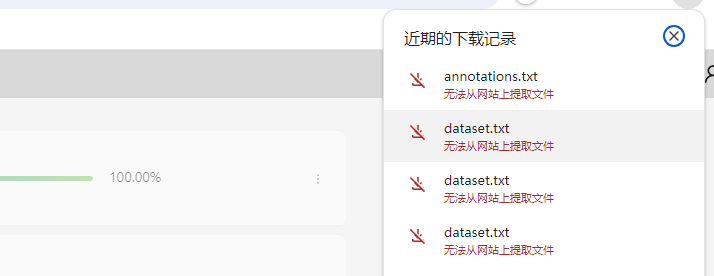 近期的下载记录
annotations.txt
无法从网站上提取文件
dataset.txt
无法从网站上提取文件
100.00%
dataset.txt
无法从网站上提取文件
dataset.txt
无法从网站上提取文件